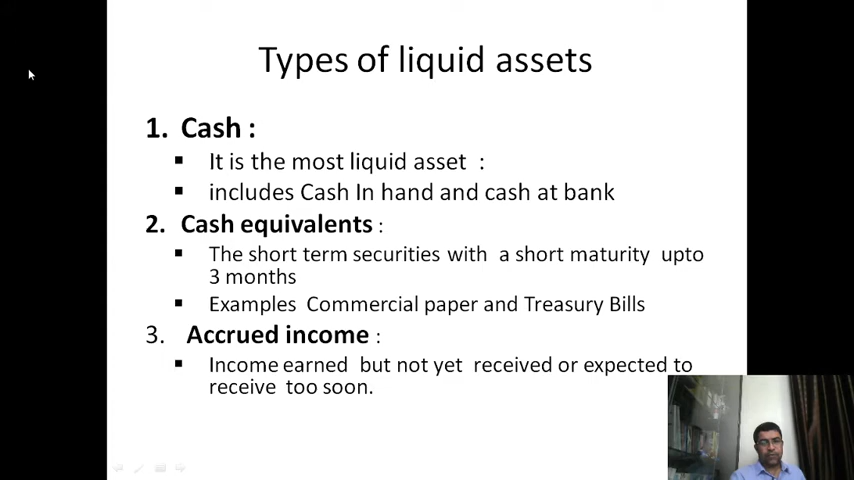 Types of liquid assets
1. Cash :
▪ It is the most liquid asset :
▪ includes Cash In hand and cash at bank
2. Cash equivalents :
▪ The short term securities with a short maturity upto
3 months
▪ Examples Commercial paper and Treasury Bills
3. Accrued income :
▪ Income earned but not yet received or expected to
receive too soon.